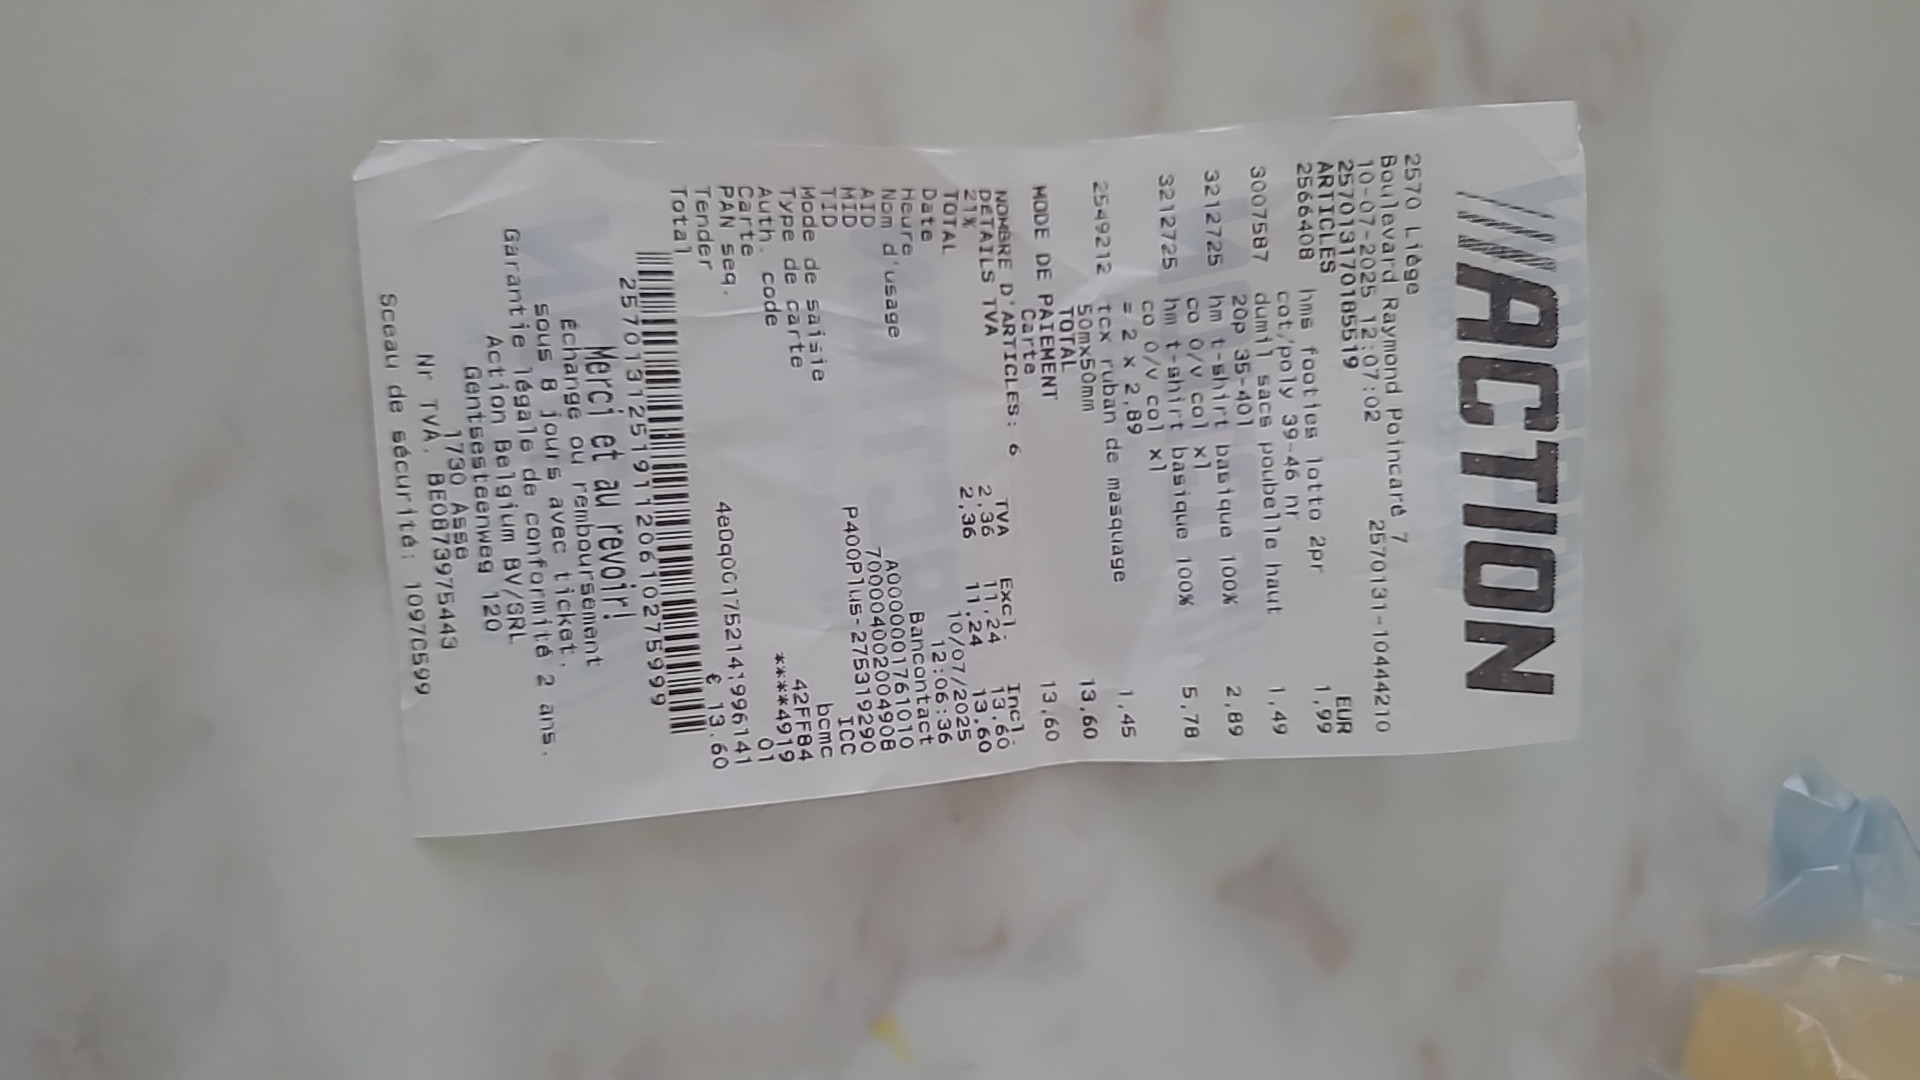 ACTION
2570 Liège
Boulevard Raymond Poincaré 7
10-07-2025 12:07:02 2570131-10444210
257013170185519
ARTICLES EUR
2566408 hms footies lotto 2pr 1,99
cot/poly 39-46 nr
3007587 dumil sacs poubelle haut 1,49
20p 35-40l
3212725 hm t-shirt basique 100% 2,89
co o/v col x1
3212725 hm t-shirt basique 100% 5,78
co o/v col x1
= 2 x 2,89
2549212 tcx ruban de masquage 1,45
50mx50mm
TOTAL 13,60
MODE DE PAIEMENT
Carte 13,60
NOMBRE D'ARTICLES: 6
DÉTAILS TVA TVA Excl. Incl.
21% 2,36 11,24 13,60
TOTAL 2,36 11,24 13,60
Date 10/07/2025
Heure 12:06:36
Nom d'usage Bancontact
AID A0000001761010
MID 70000402004908
TID P400Plus-275319290
Mode de saisie ICC
Type de carte bcmc
Auth. code 42FF84
Carte ****4919
PAN seq. 01
Tender
Total € 13.60
257013125191120610275999
Merci et au revoir!
échange ou remboursement
sous 8 jours avec ticket.
Garantie légale de conformité 2 ans.
Action Belgium BV/SRL
Gentsesteenweg 120
1730 Asse
Nr TVA. BE0873975443
Sceau de sécurité: 1097C599